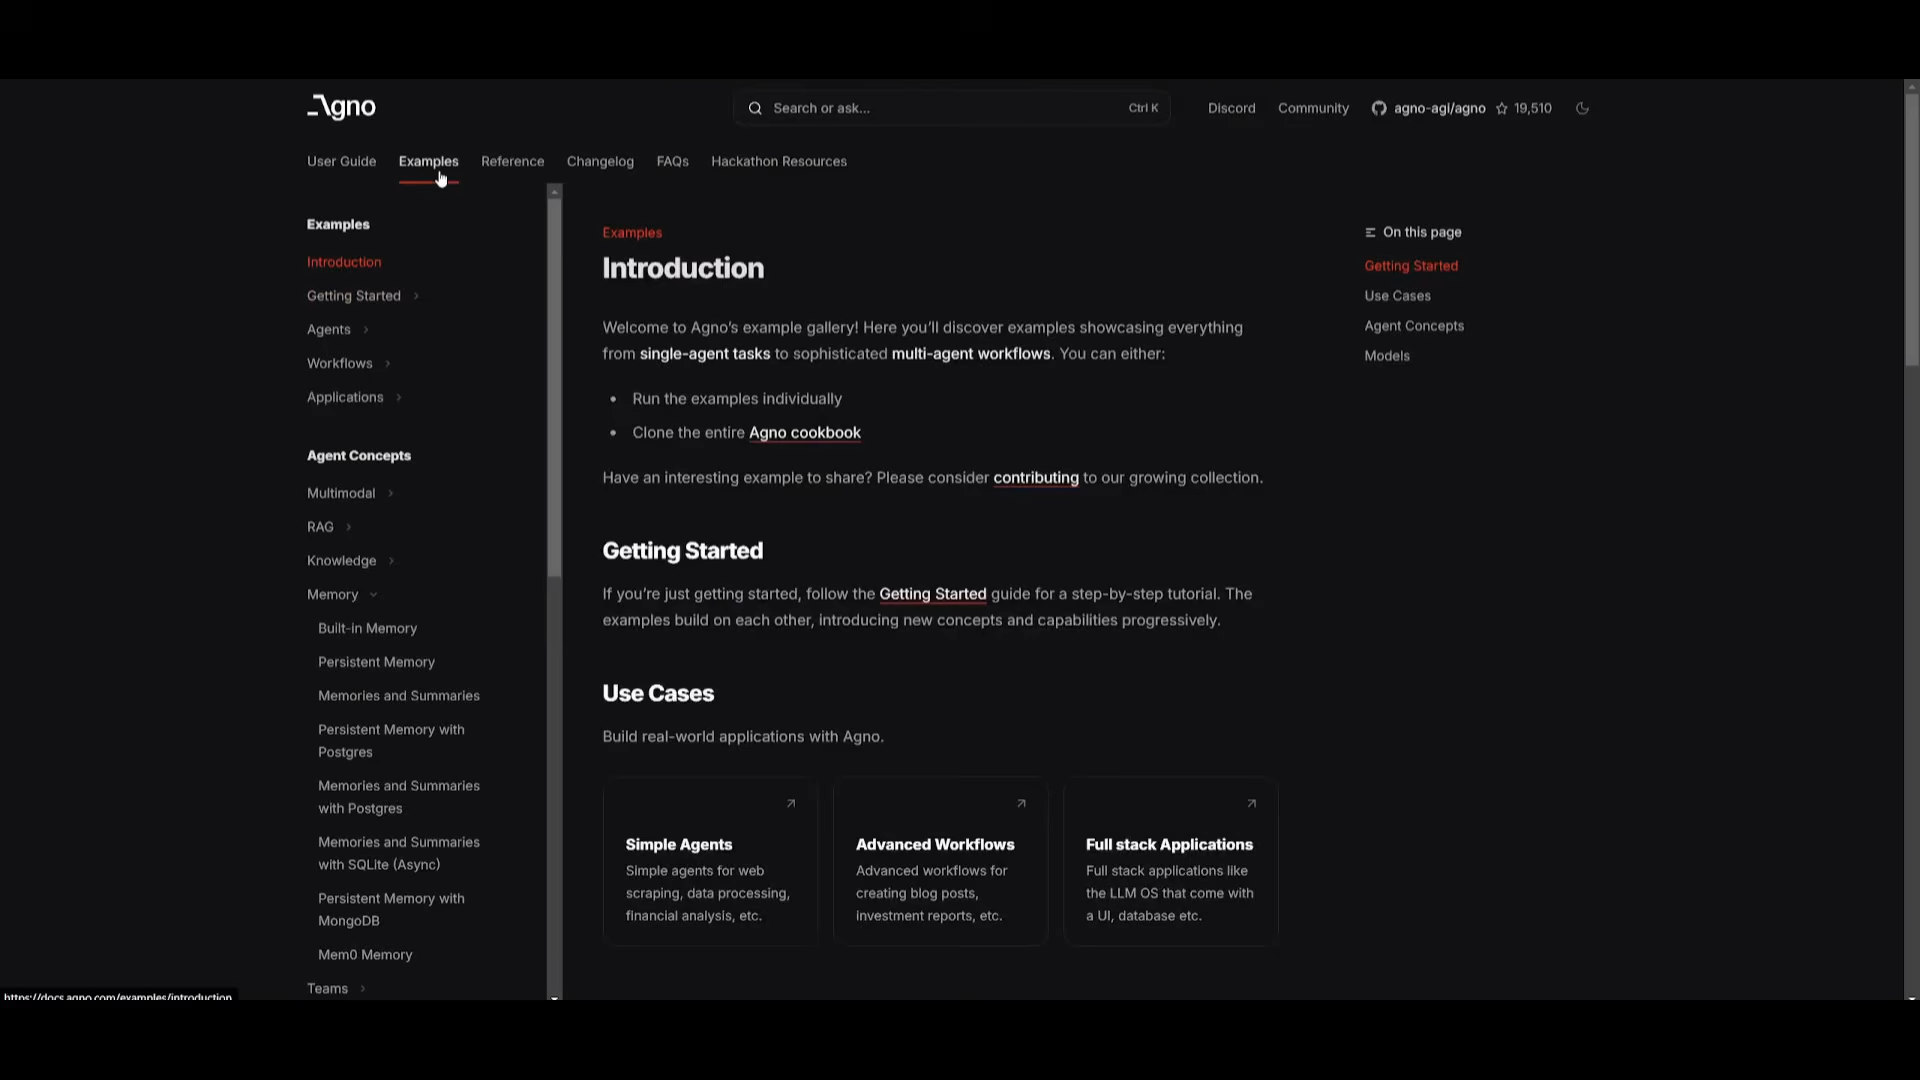 Agno
Search or ask...
Ctrl K
Discord
Community
agno-agi/agno
19,510
User Guide
Examples
Reference
Changelog
FAQs
Hackathon Resources
Examples
Introduction
Getting Started
Agents
Workflows
Applications
Agent Concepts
Multimodal
RAG
Knowledge
Memory
Built-in Memory
Persistent Memory
Memories and Summaries
Persistent Memory with
Postgres
Memories and Summaries
with Postgres
Memories and Summaries
with SQLite (Async)
Persistent Memory with
MongoDB
Mem0 Memory
Teams
Examples
Introduction
Welcome to Agno’s example gallery! Here you’ll discover examples showcasing everything
from single-agent tasks to sophisticated multi-agent workflows. You can either:
• Run the examples individually
• Clone the entire Agno cookbook
Have an interesting example to share? Please consider contributing to our growing collection.
Getting Started
If you’re just getting started, follow the Getting Started guide for a step-by-step tutorial. The
examples build on each other, introducing new concepts and capabilities progressively.
Use Cases
Build real-world applications with Agno.
Simple Agents
Simple agents for web
scraping, data processing,
financial analysis, etc.
Advanced Workflows
Advanced workflows for
creating blog posts,
investment reports, etc.
Full stack Applications
Full stack applications like
the LLM OS that come with
a UI, database etc.
On this page
Getting Started
Use Cases
Agent Concepts
Models
https://docs.agno.com/examples/introduction